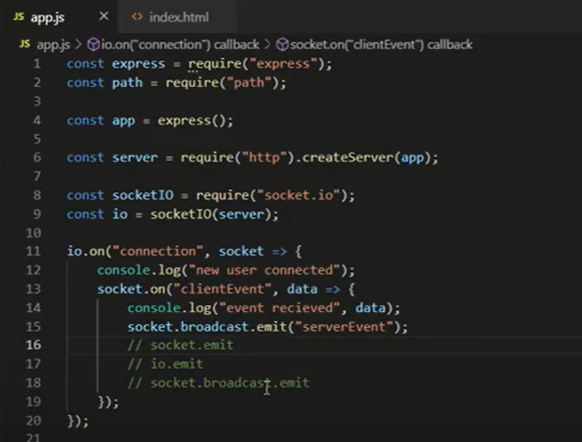 JS app.js × <> index.html
JS app.js > io.on("connection") callback > socket.on("clientEvent") callback
1 const express = require("express");
2 const path = require("path");
3
4 const app = express();
5
6 const server = require("http").createServer(app);
7
8 const socketIO = require("socket.io");
9 const io = socketIO(server);
10
11 io.on("connection", socket => {
12 console.log("new user connected");
13 socket.on("clientEvent", data => {
14 console.log("event recieved", data);
15 socket.broadcast.emit("serverEvent");
16 // socket.emit
17 // io.emit
18 // socket.broadcast.emit
19 });
20 });
21